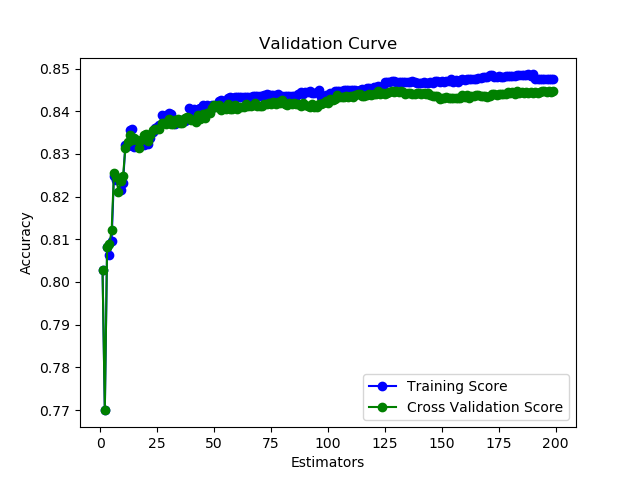 Validation Curve
0.85
0.84
0.83
0.82
0.81
0.80
0.79
0.78
0.77
Accuracy
Training Score
Cross Validation Score
0 25 50 75 100 125 150 175 200
Estimators